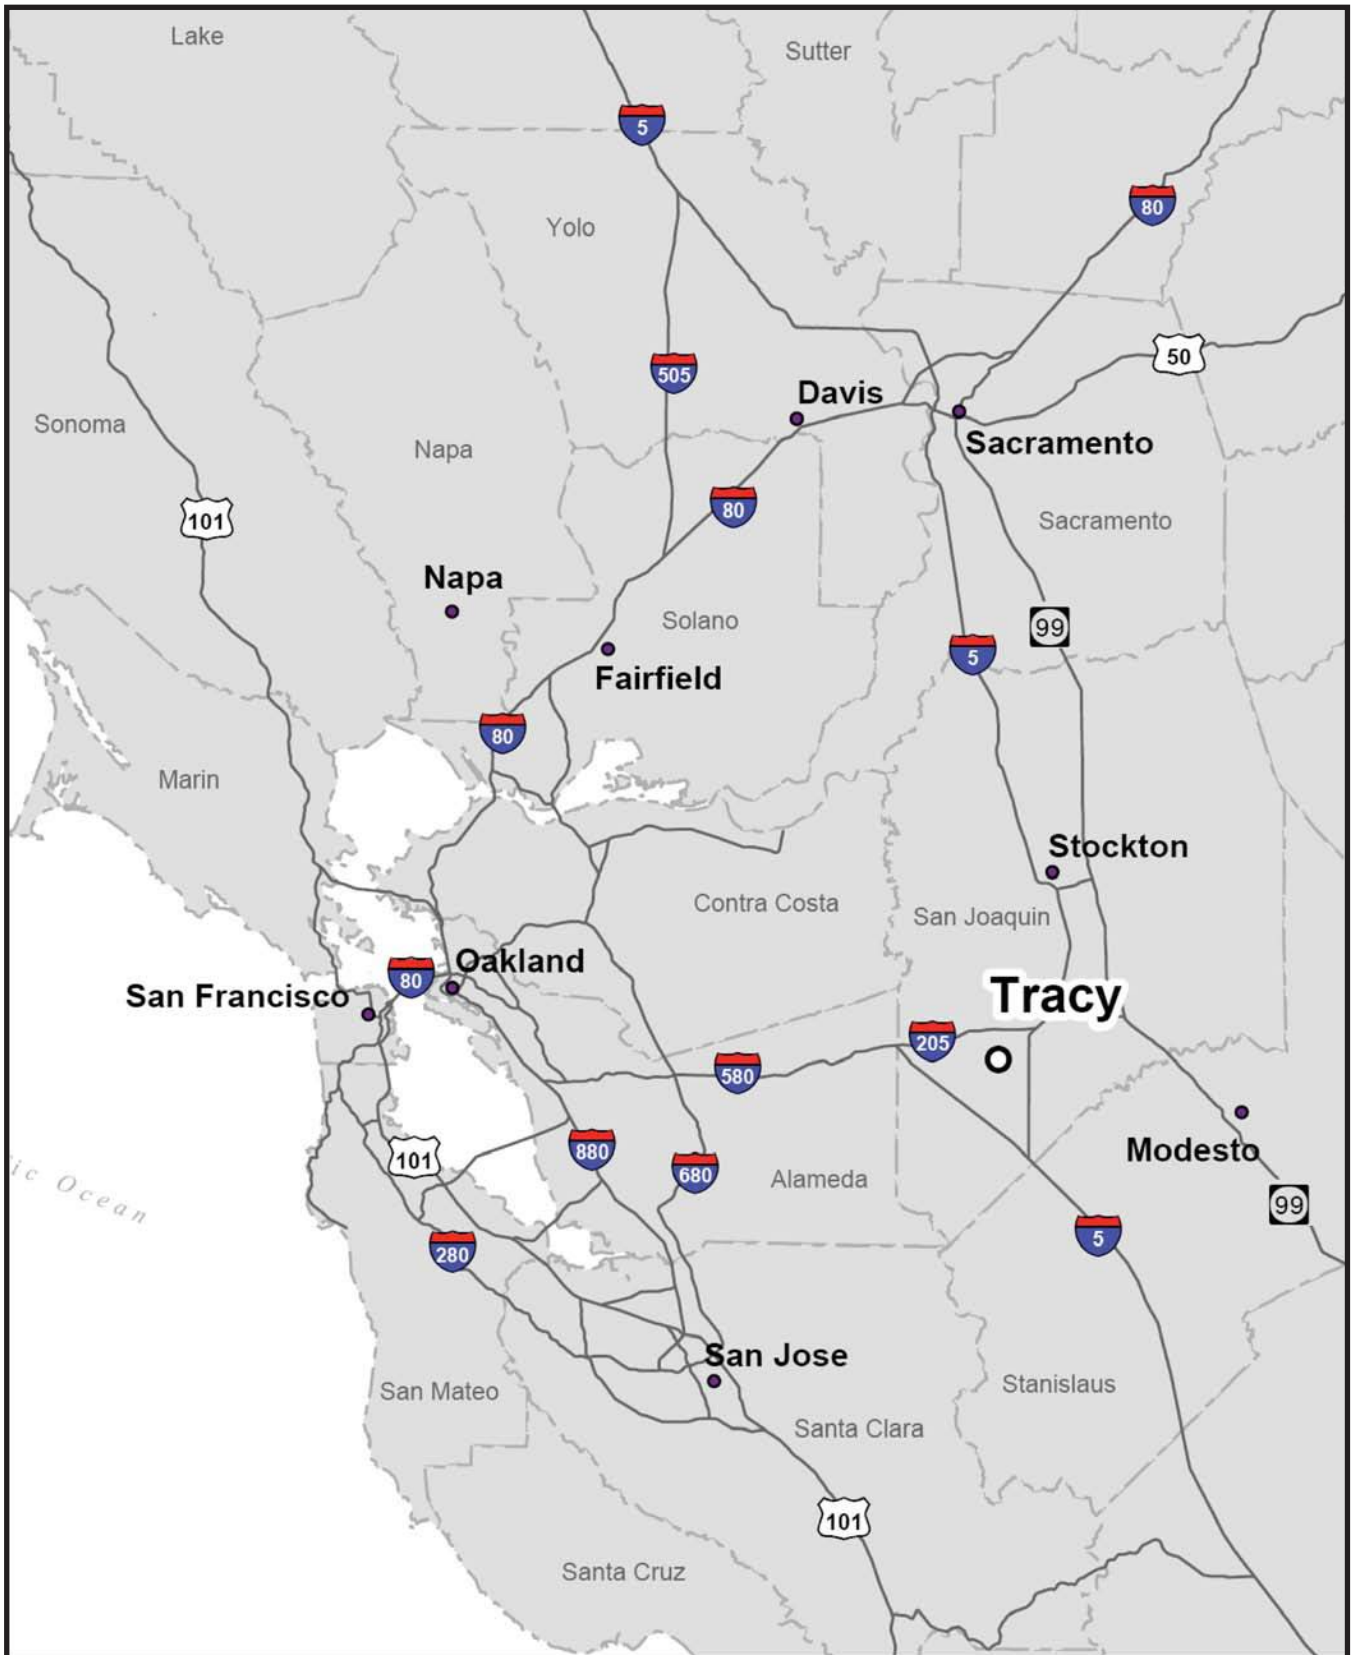 Lake
Sutter
5
80
Yolo
50
505
Davis
Sonoma
Sacramento
Napa
80
101
Sacramento
Napa
Solano
99
5
Fairfield
80
Marin
Stockton
Contra Costa
San Joaquin
Oakland
80
San Francisco
Tracy
205
580
880
Modesto
101
680
Alameda
ic Ocean
99
5
280
San Jose
Stanislaus
San Mateo
Santa Clara
101
Santa Cruz